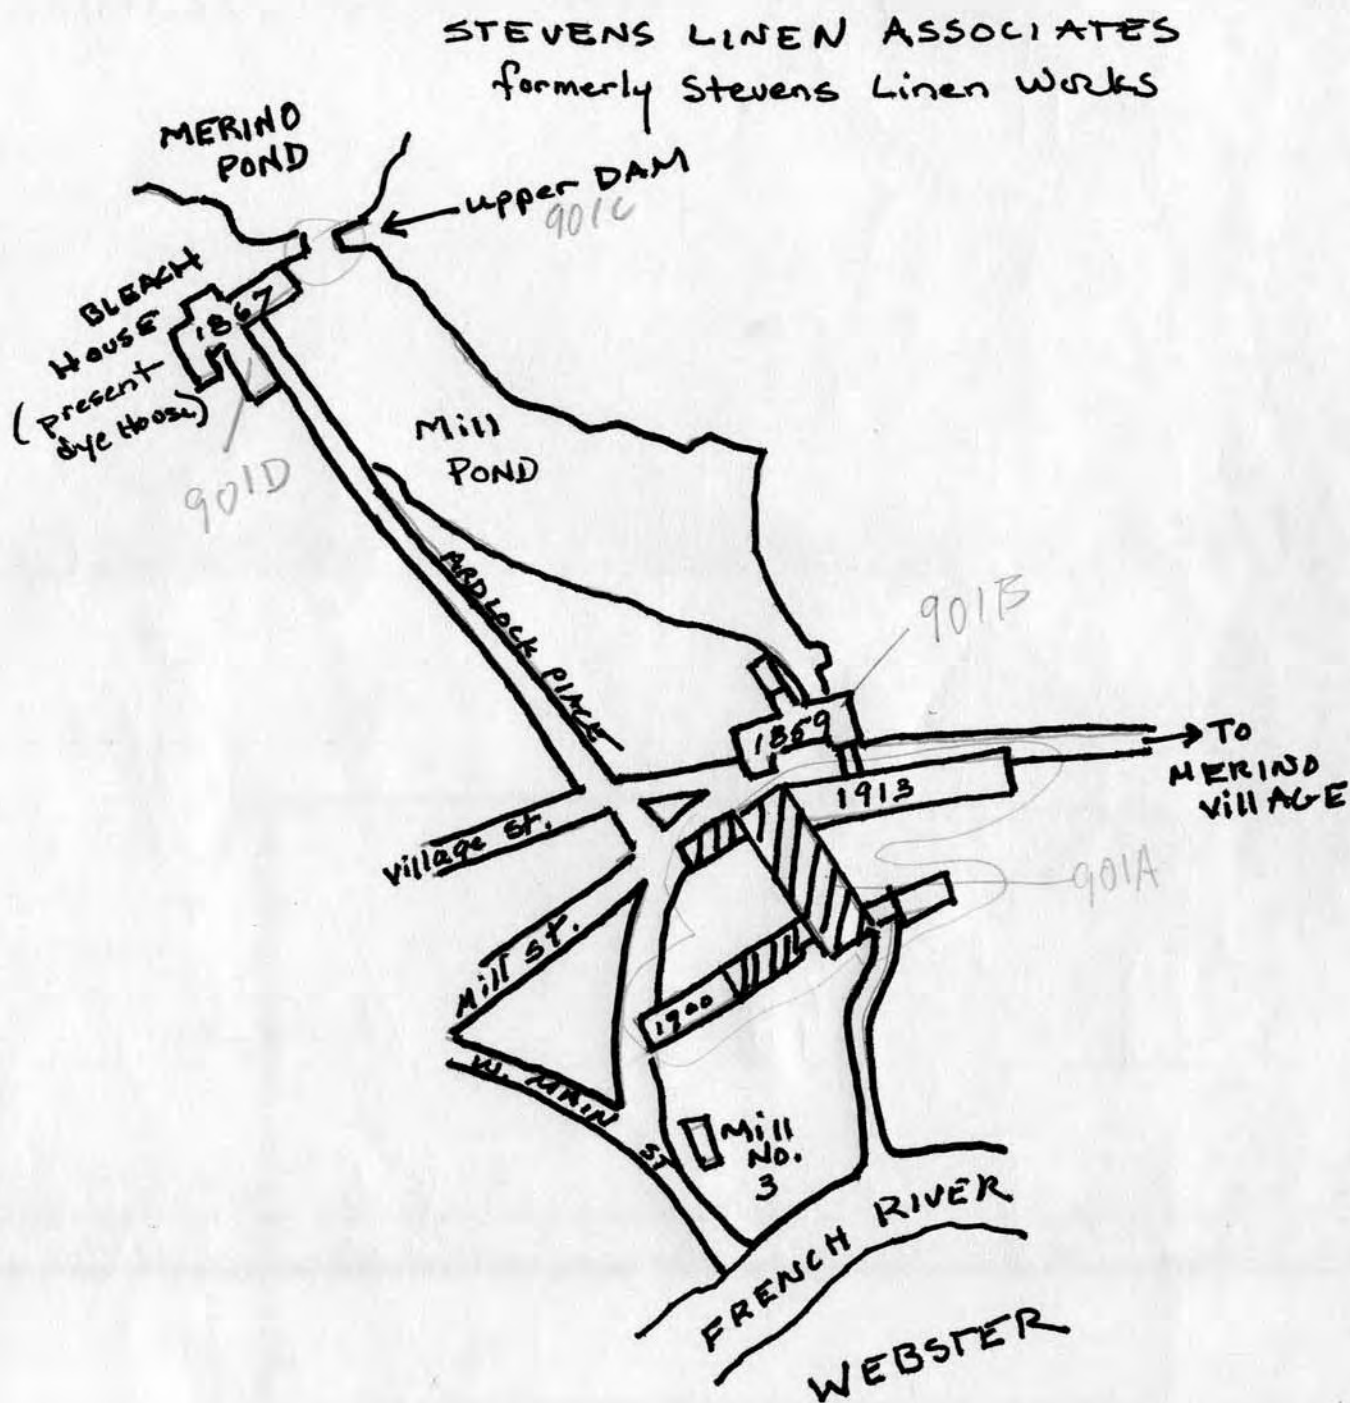 STEVENS LINEN ASSOCIATES
formerly Stevens Linen Works
MERINO
POND
upper DAM
901C
BLEACH
House
(present
dye House)
1867
901D
Mill
POND
ARDLOCK PLACE
901B
1859
To
MERINO
VillAGE
1913
Village St.
901A
Mill St.
1900
W. MAIN ST
Mill
No.
3
FRENCH RIVER
WEBSTER